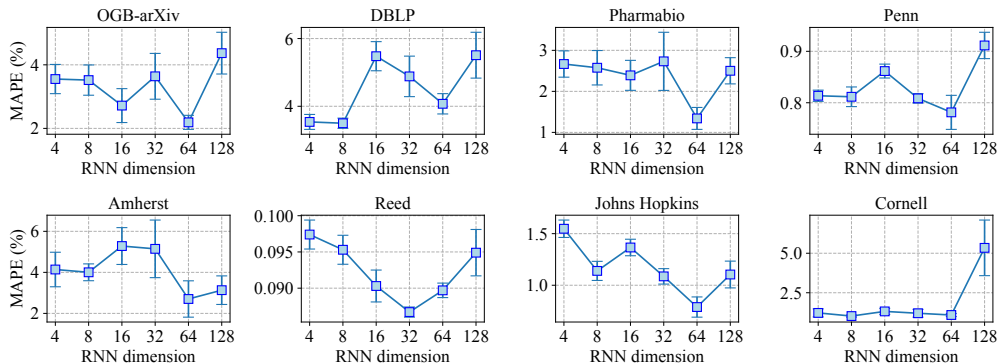 OGB-arXiv
MAPE (%)
4
2
4 8 16 32 64 128
RNN dimension
DBLP
6
4
4 8 16 32 64 128
RNN dimension
Pharmabio
3
2
1
4 8 16 32 64 128
RNN dimension
Penn
0.9
0.8
4 8 16 32 64 128
RNN dimension
Amherst
MAPE (%)
6
4
2
4 8 16 32 64 128
RNN dimension
Reed
0.100
0.095
0.090
4 8 16 32 64 128
RNN dimension
Johns Hopkins
1.5
1.0
4 8 16 32 64 128
RNN dimension
Cornell
5.0
2.5
4 8 16 32 64 128
RNN dimension